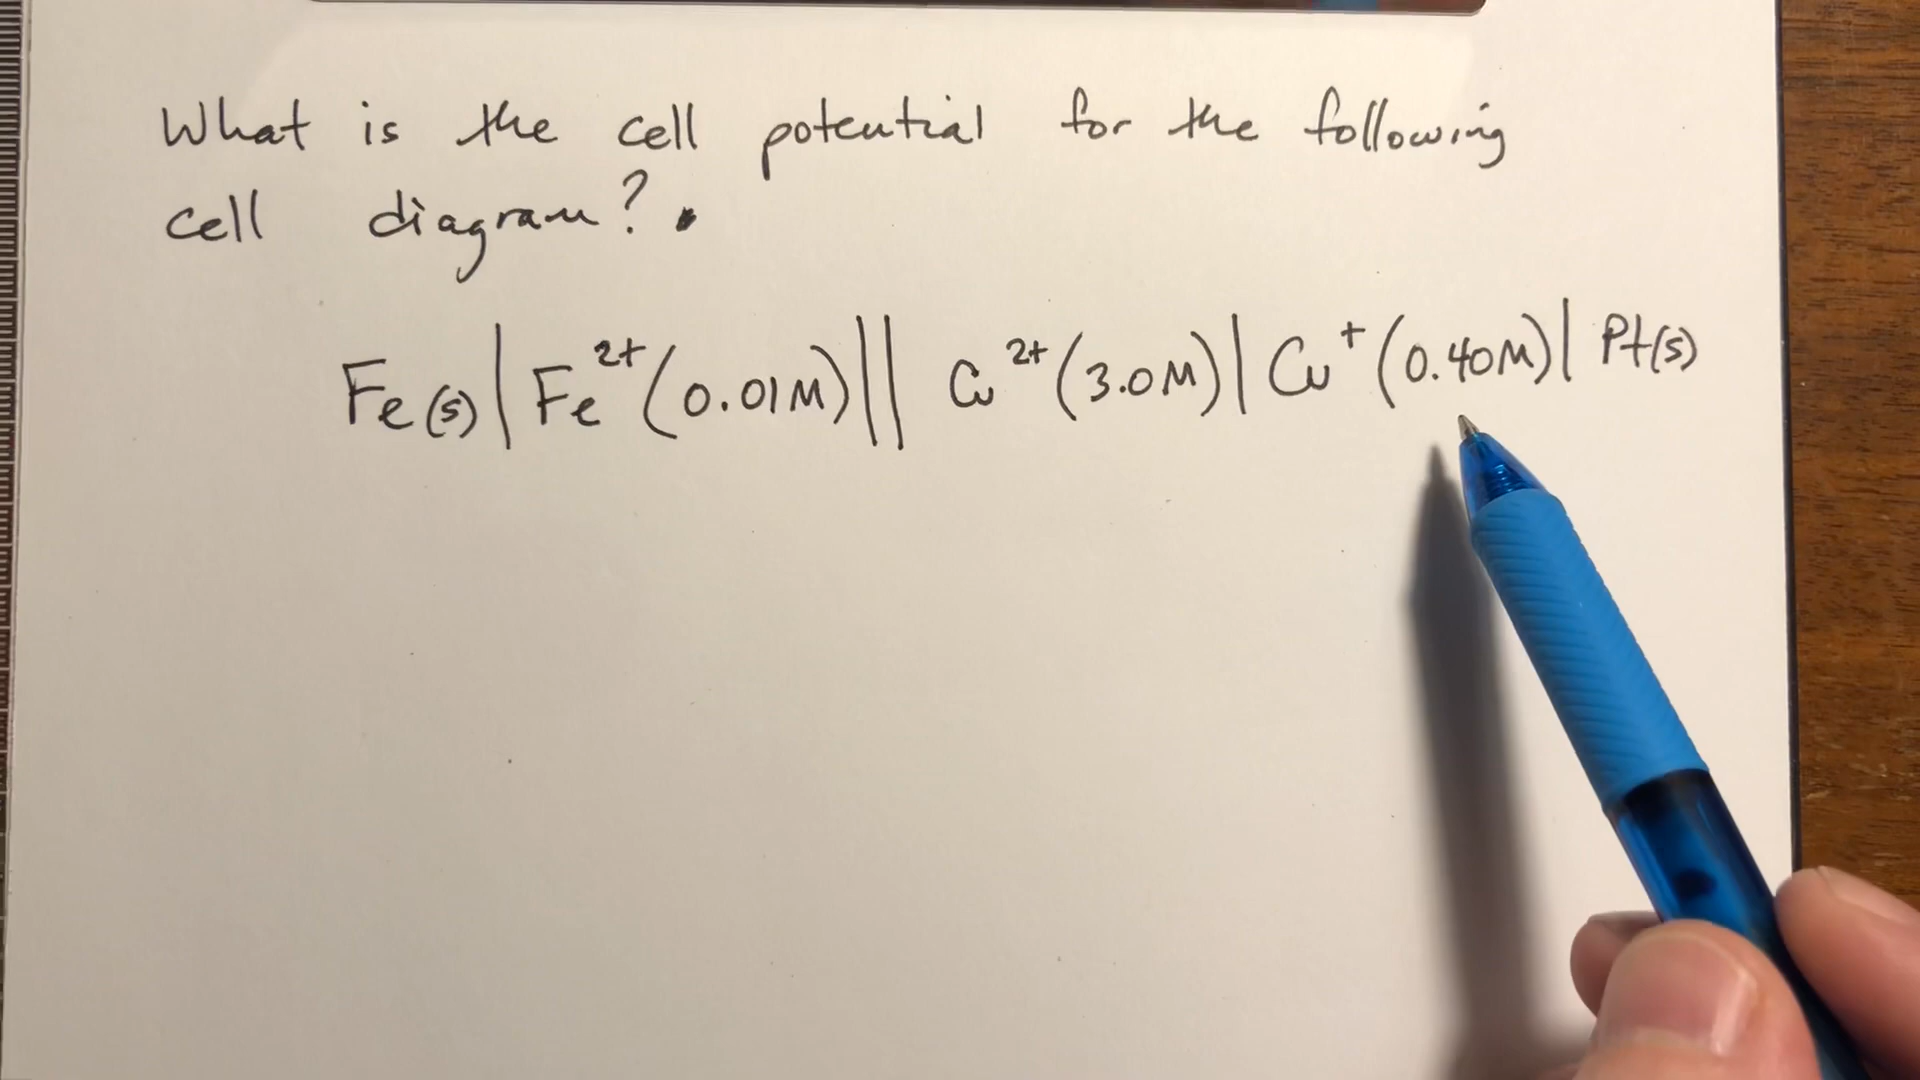 What is the cell potential for the following
cell diagram?.
Fe(s)|Fe²⁺(0.01M)|| Cu²⁺(3.0M)|Cu⁺(0.40M)|Pt(s)